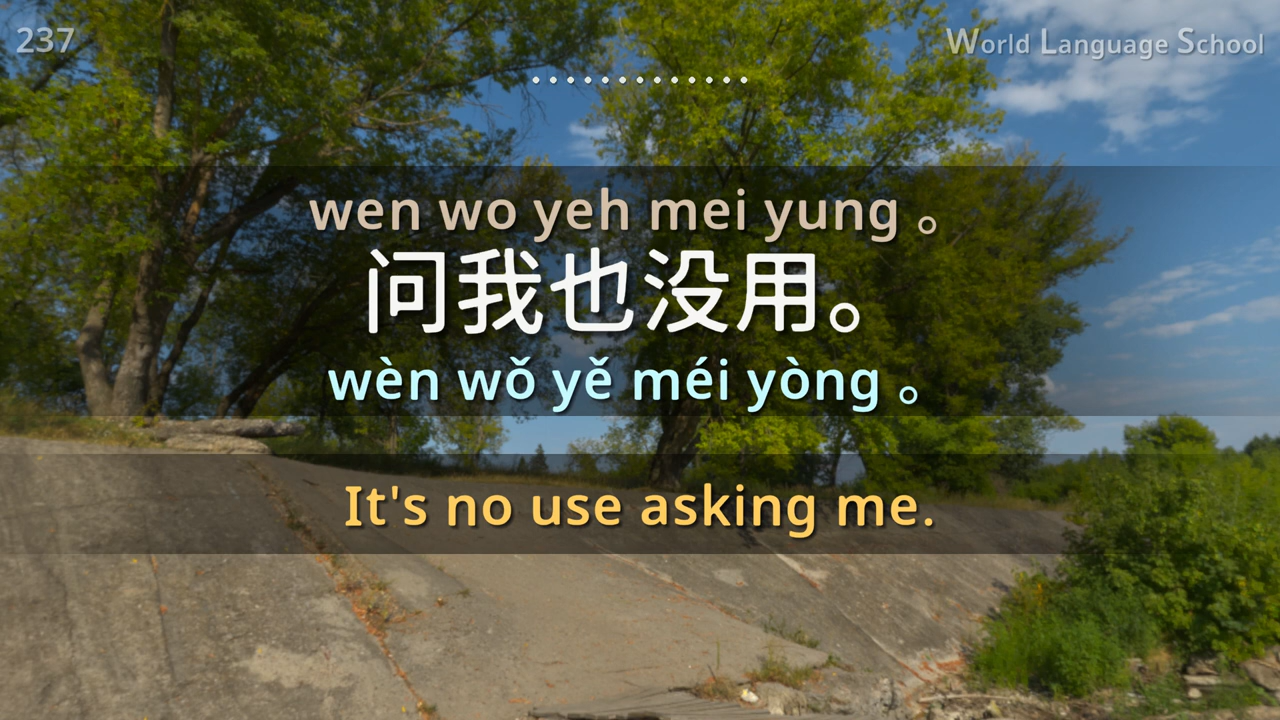 237
World Language School
wen wo yeh mei yung 。
问我也没用。
wèn wǒ yě méi yòng 。
It's no use asking me.